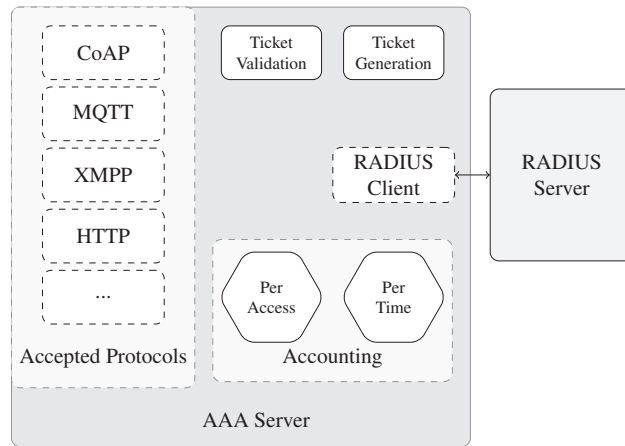 CoAP
MQTT
XMPP
HTTP
...
Accepted Protocols
Ticket
Validation
Ticket
Generation
RADIUS
Client
RADIUS
Server
Per
Access
Per
Time
Accounting
AAA Server